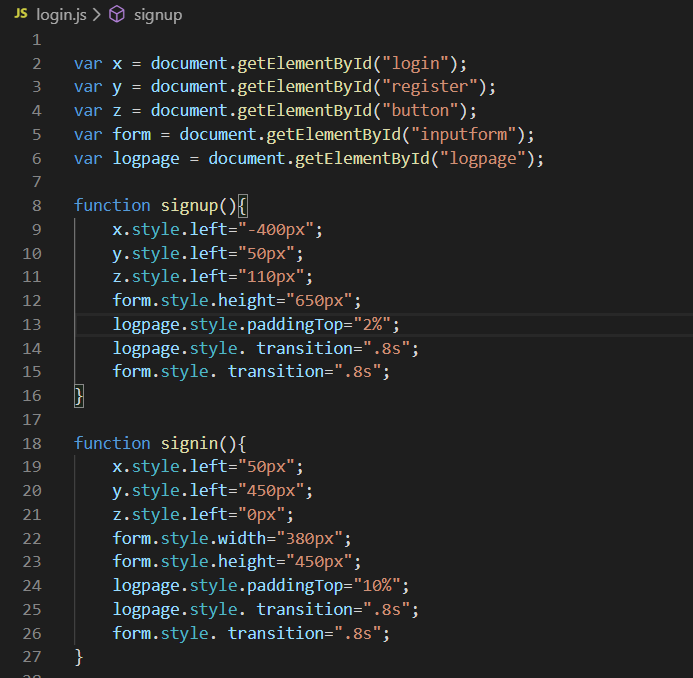 JS login.js > signup
1
2 var x = document.getElementById("login");
3 var y = document.getElementById("register");
4 var z = document.getElementById("button");
5 var form = document.getElementById("inputform");
6 var logpage = document.getElementById("logpage");
7
8 function signup(){
9 x.style.left="-400px";
10 y.style.left="50px";
11 z.style.left="110px";
12 form.style.height="650px";
13 logpage.style.paddingTop="2%";
14 logpage.style. transition=".8s";
15 form.style. transition=".8s";
16 }
17
18 function signin(){
19 x.style.left="50px";
20 y.style.left="450px";
21 z.style.left="0px";
22 form.style.width="380px";
23 form.style.height="450px";
24 logpage.style.paddingTop="10%";
25 logpage.style. transition=".8s";
26 form.style. transition=".8s";
27 }